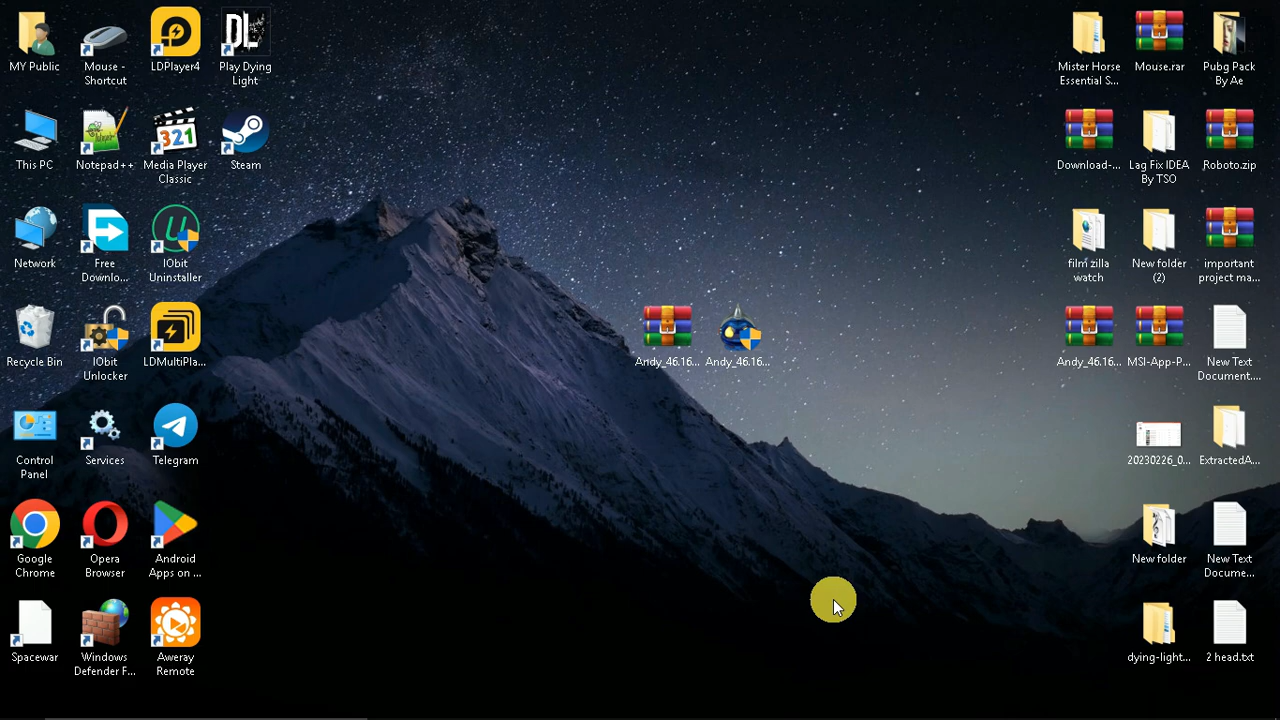 MY Public
Mouse -
Shortcut
LDPlayer4
Play Dying
Light
This PC
Notepad++
Media Player
Classic
Steam
Network
Free
Downlo...
IObit
Uninstaller
Recycle Bin
IObit
Unlocker
LDMultiPla...
Control
Panel
Services
Telegram
Google
Chrome
Opera
Browser
Android
Apps on ...
Spacewar
Windows
Defender F...
Aweray
Remote
Andy_46.16...
Andy_46.16...
Mister Horse
Essential S...
Mouse.rar
Pubg Pack
By Ae
Download-...
Lag Fix IDEA
By TSO
Roboto.zip
film zilla
watch
New folder
(2)
important
project ma...
Andy_46.16...
MSI-App-P...
New Text
Document....
20230226_0...
ExtractedA...
New folder
New Text
Docume...
dying-light...
2 head.txt
DL
321